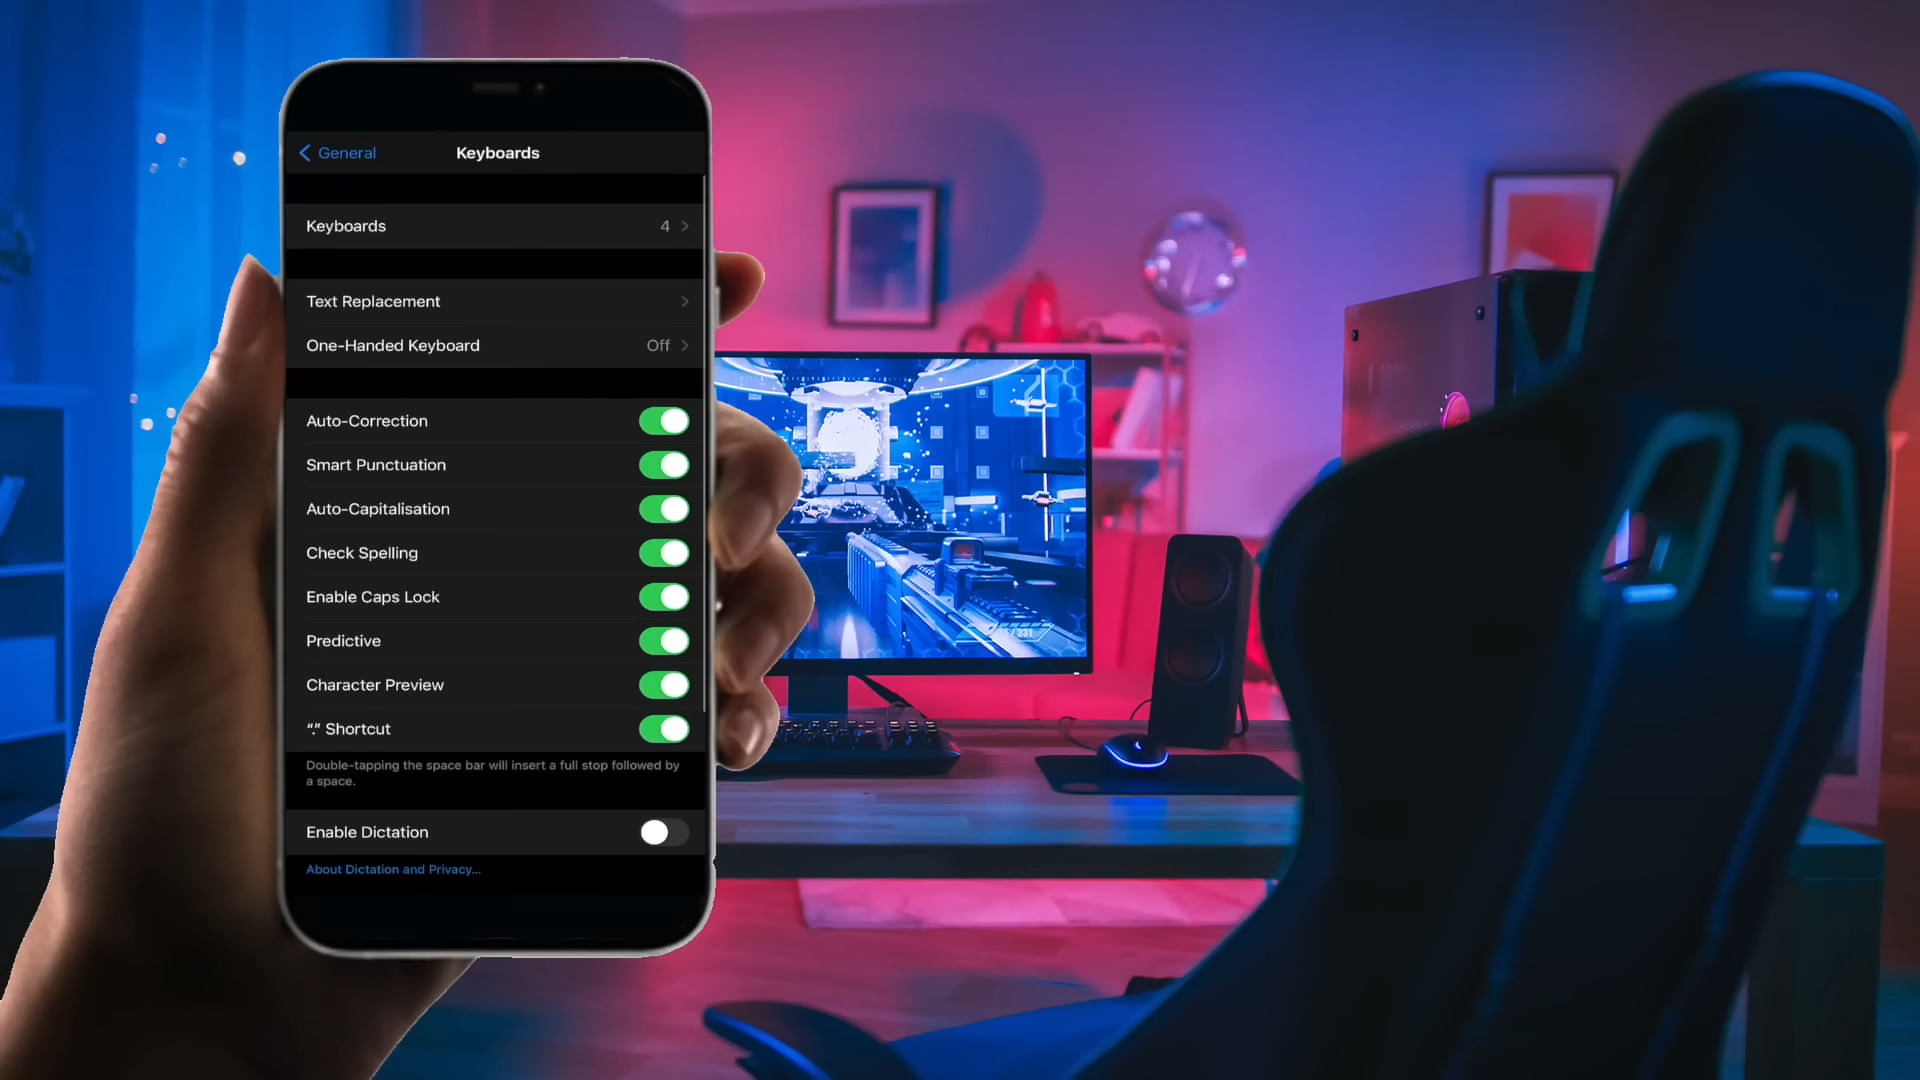 General
Keyboards
Keyboards 4
Text Replacement
One-Handed Keyboard Off
Auto-Correction
Smart Punctuation
Auto-Capitalisation
Check Spelling
Enable Caps Lock
Predictive
Character Preview
“.” Shortcut
Double-tapping the space bar will insert a full stop followed by
a space.
Enable Dictation
About Dictation and Privacy...